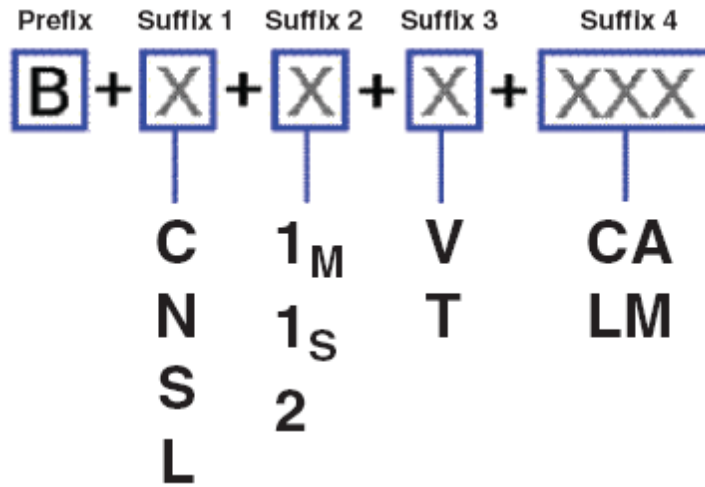 Prefix Suffix 1 Suffix 2 Suffix 3 Suffix 4
B + X + X + X + XXX
C 1M V CA
N 1S T LM
S 2
L